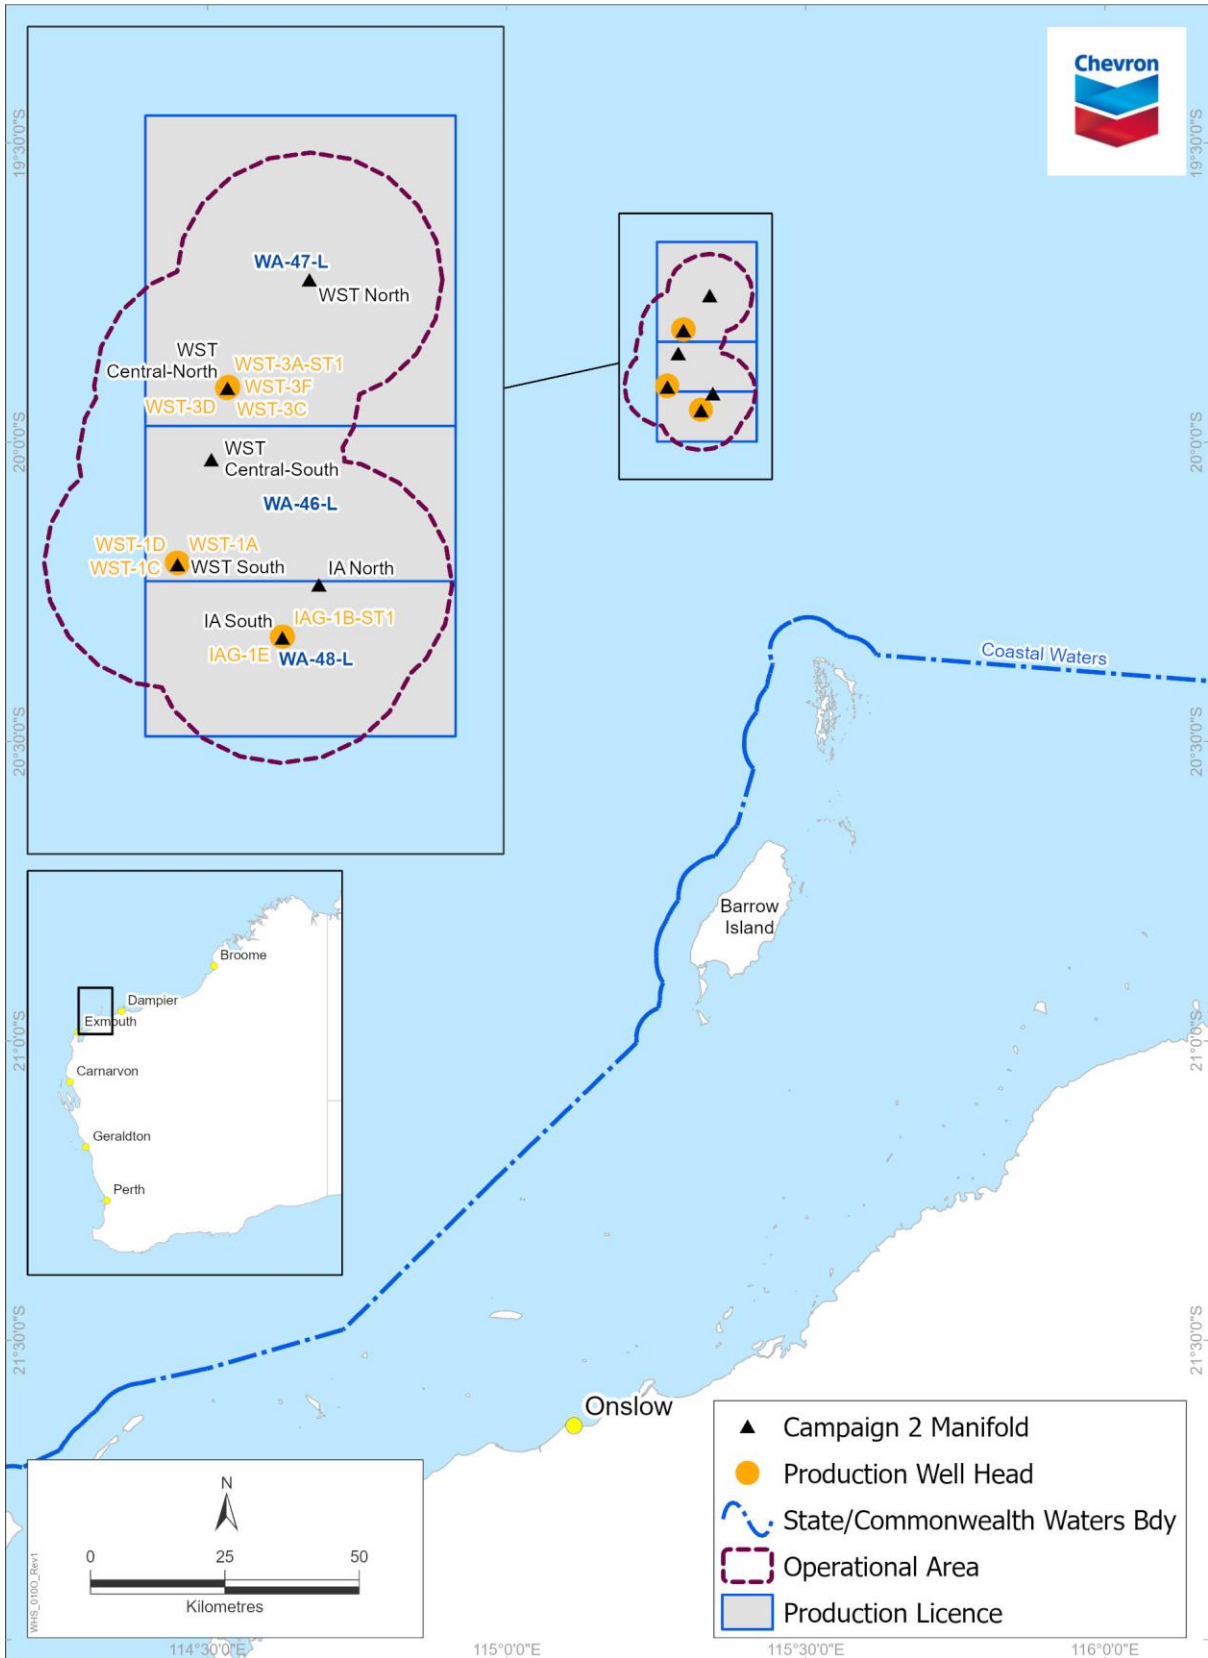 Chevron
19°30'0"S
19°30'0"S
WA-47-L
WST North
WST
Central-North
WST-3A-ST1
WST-3F
WST-3D
WST-3C
20°0'0"S
20°0'0"S
WST
Central-South
WA-46-L
WST-1D
WST-1A
WST-1C
WST South
IA North
IA South
IAG-1B-ST1
IAG-1E
WA-48-L
Coastal Waters
20°30'0"S
20°30'0"S
Barrow
Island
Broome
Dampier
Exmouth
Carnarvon
Geraldton
Perth
21°0'0"S
21°0'0"S
21°30'0"S
21°30'0"S
Onslow
Campaign 2 Manifold
Production Well Head
State/Commonwealth Waters Bdy
Operational Area
Production Licence
N
0 25 50
Kilometres
WHS_010O_Rev1
114°30'0"E
115°0'0"E
115°30'0"E
116°0'0"E